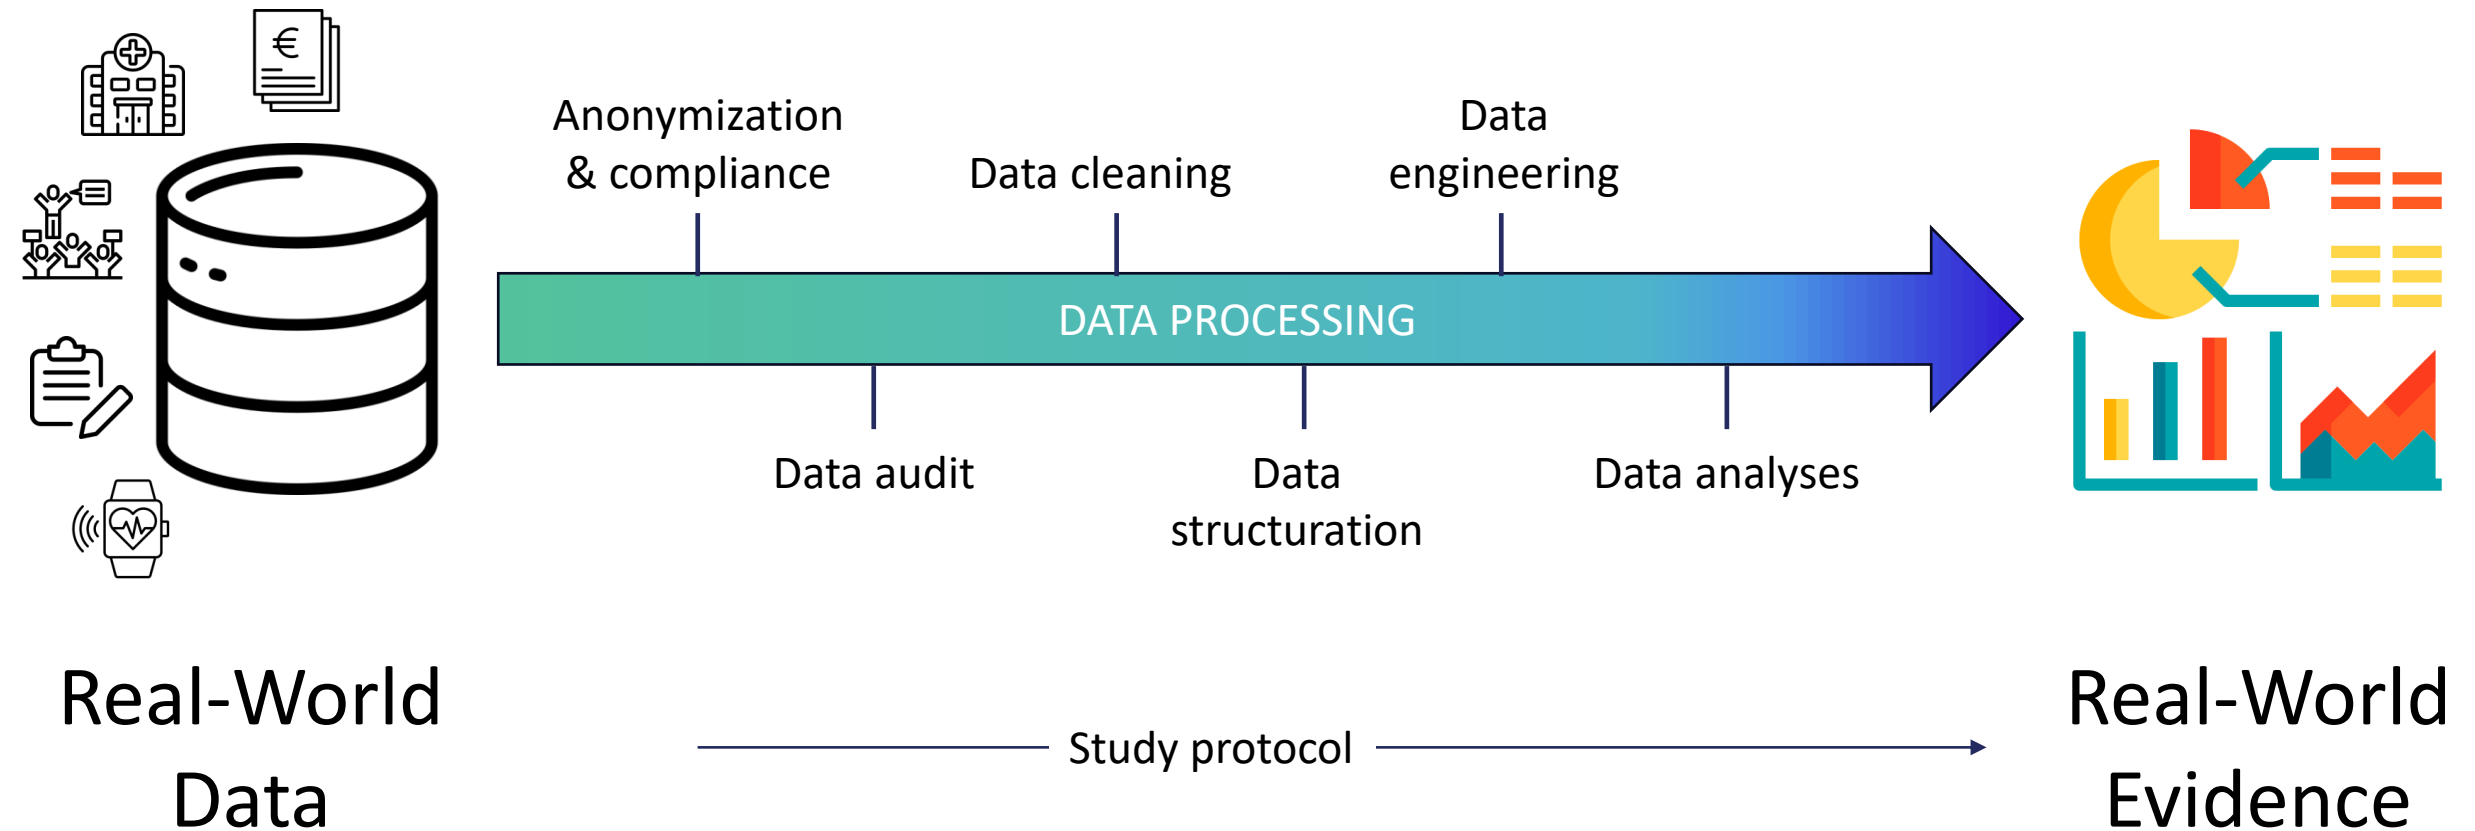 €
Anonymization
& compliance
Data cleaning
Data
engineering
DATA PROCESSING
Data audit
Data
structuration
Data analyses
Real-World
Data
Study protocol
Real-World
Evidence